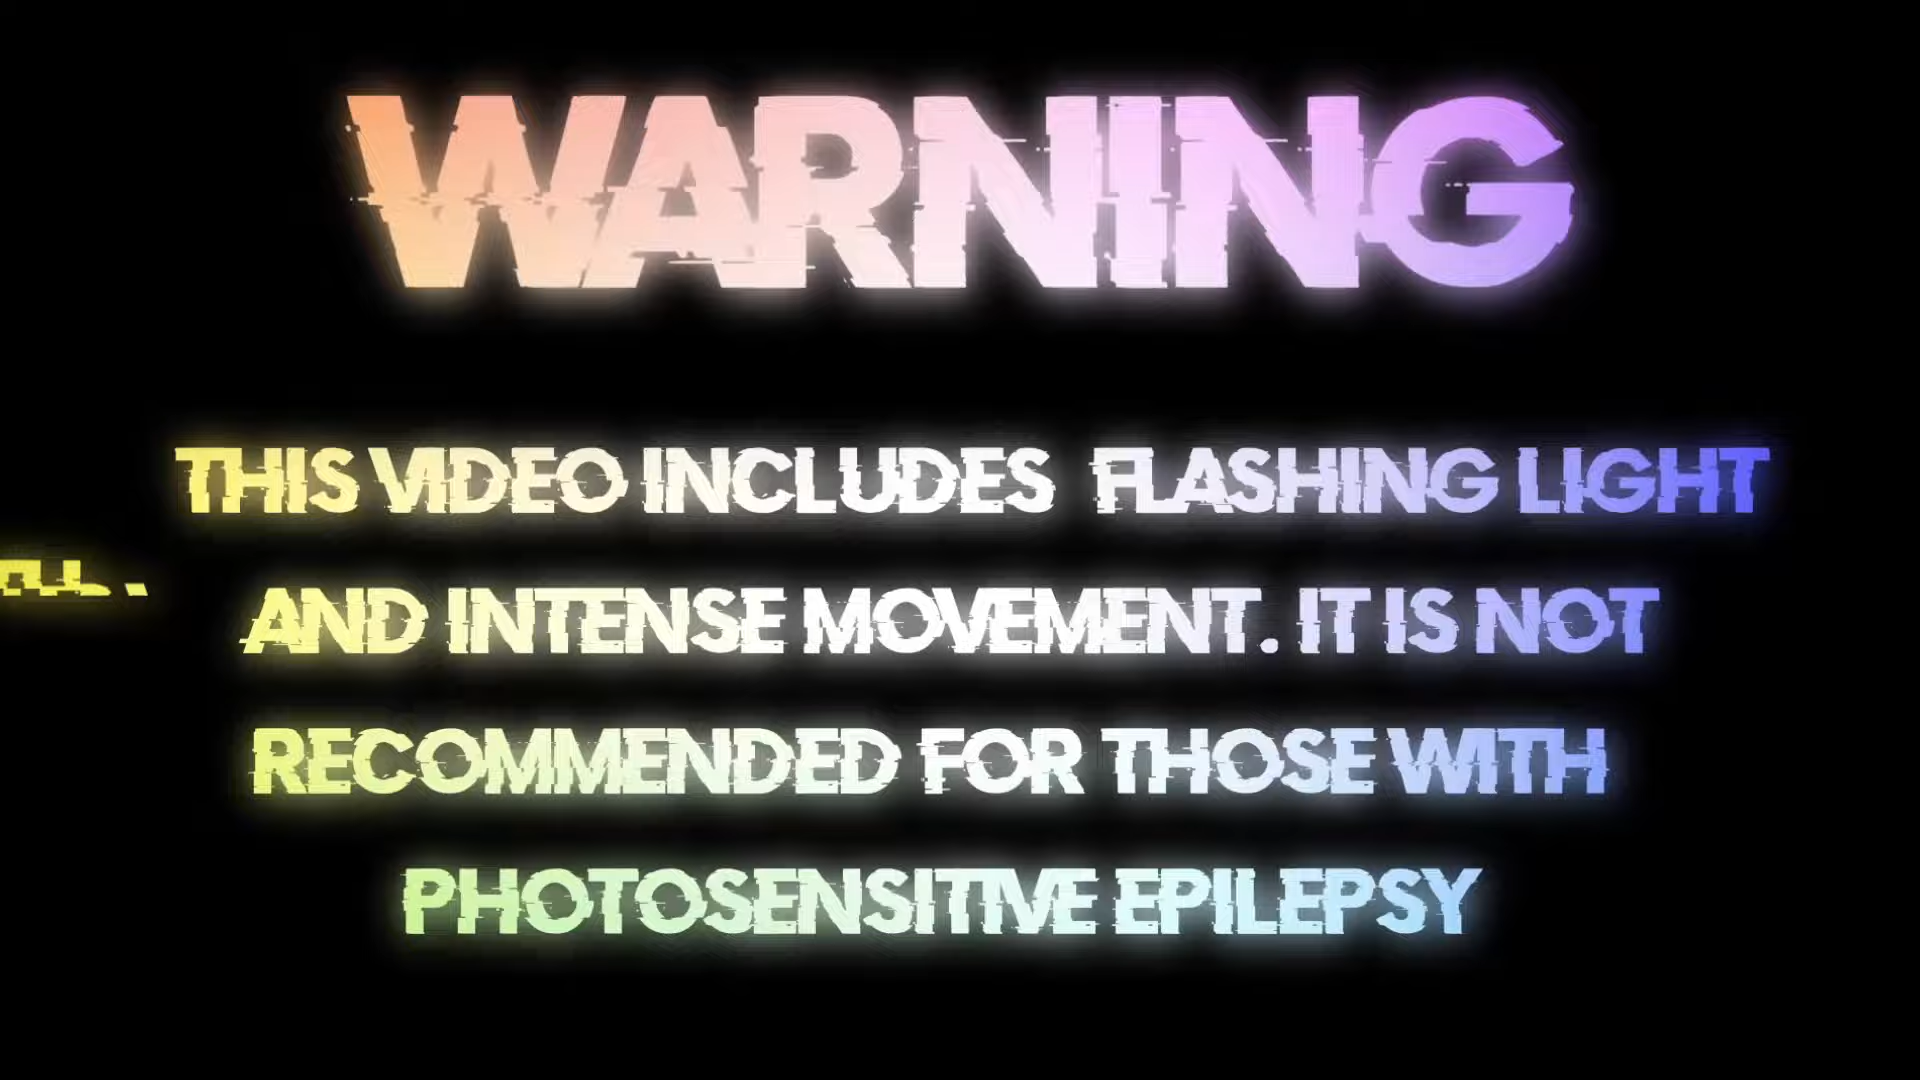 WARNING
THIS VIDEO INCLUDES FLASHING LIGHT
AND INTENSE MOVEMENT. IT IS NOT
RECOMMENDED FOR THOSE WITH
PHOTOSENSITIVE EPILEPSY